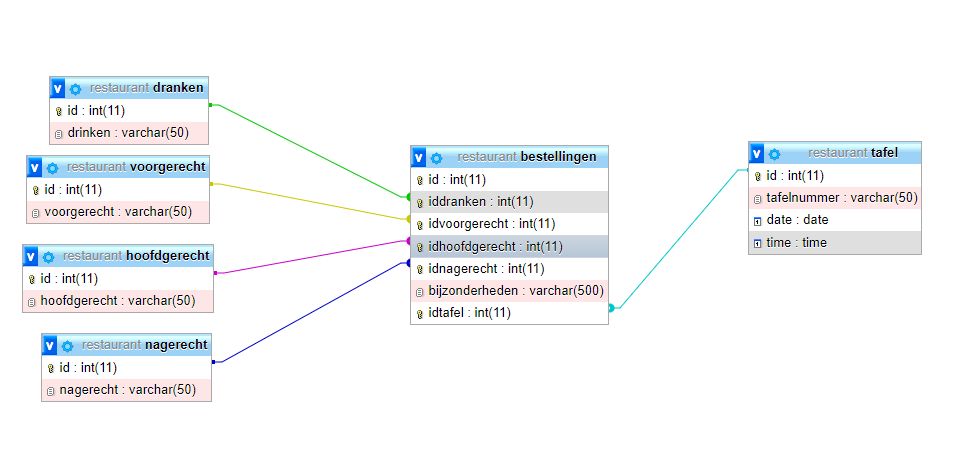 restaurant dranken
id : int(11)
drinken : varchar(50)
restaurant voorgerecht
id : int(11)
voorgerecht : varchar(50)
restaurant hoofdgerecht
id : int(11)
hoofdgerecht : varchar(50)
restaurant nagerecht
id : int(11)
nagerecht : varchar(50)
restaurant bestellingen
id : int(11)
iddranken : int(11)
idvoorgerecht : int(11)
idhoofdgerecht : int(11)
idnagerecht : int(11)
bijzonderheden : varchar(500)
idtafel : int(11)
restaurant tafel
id : int(11)
tafelnummer : varchar(50)
date : date
time : time